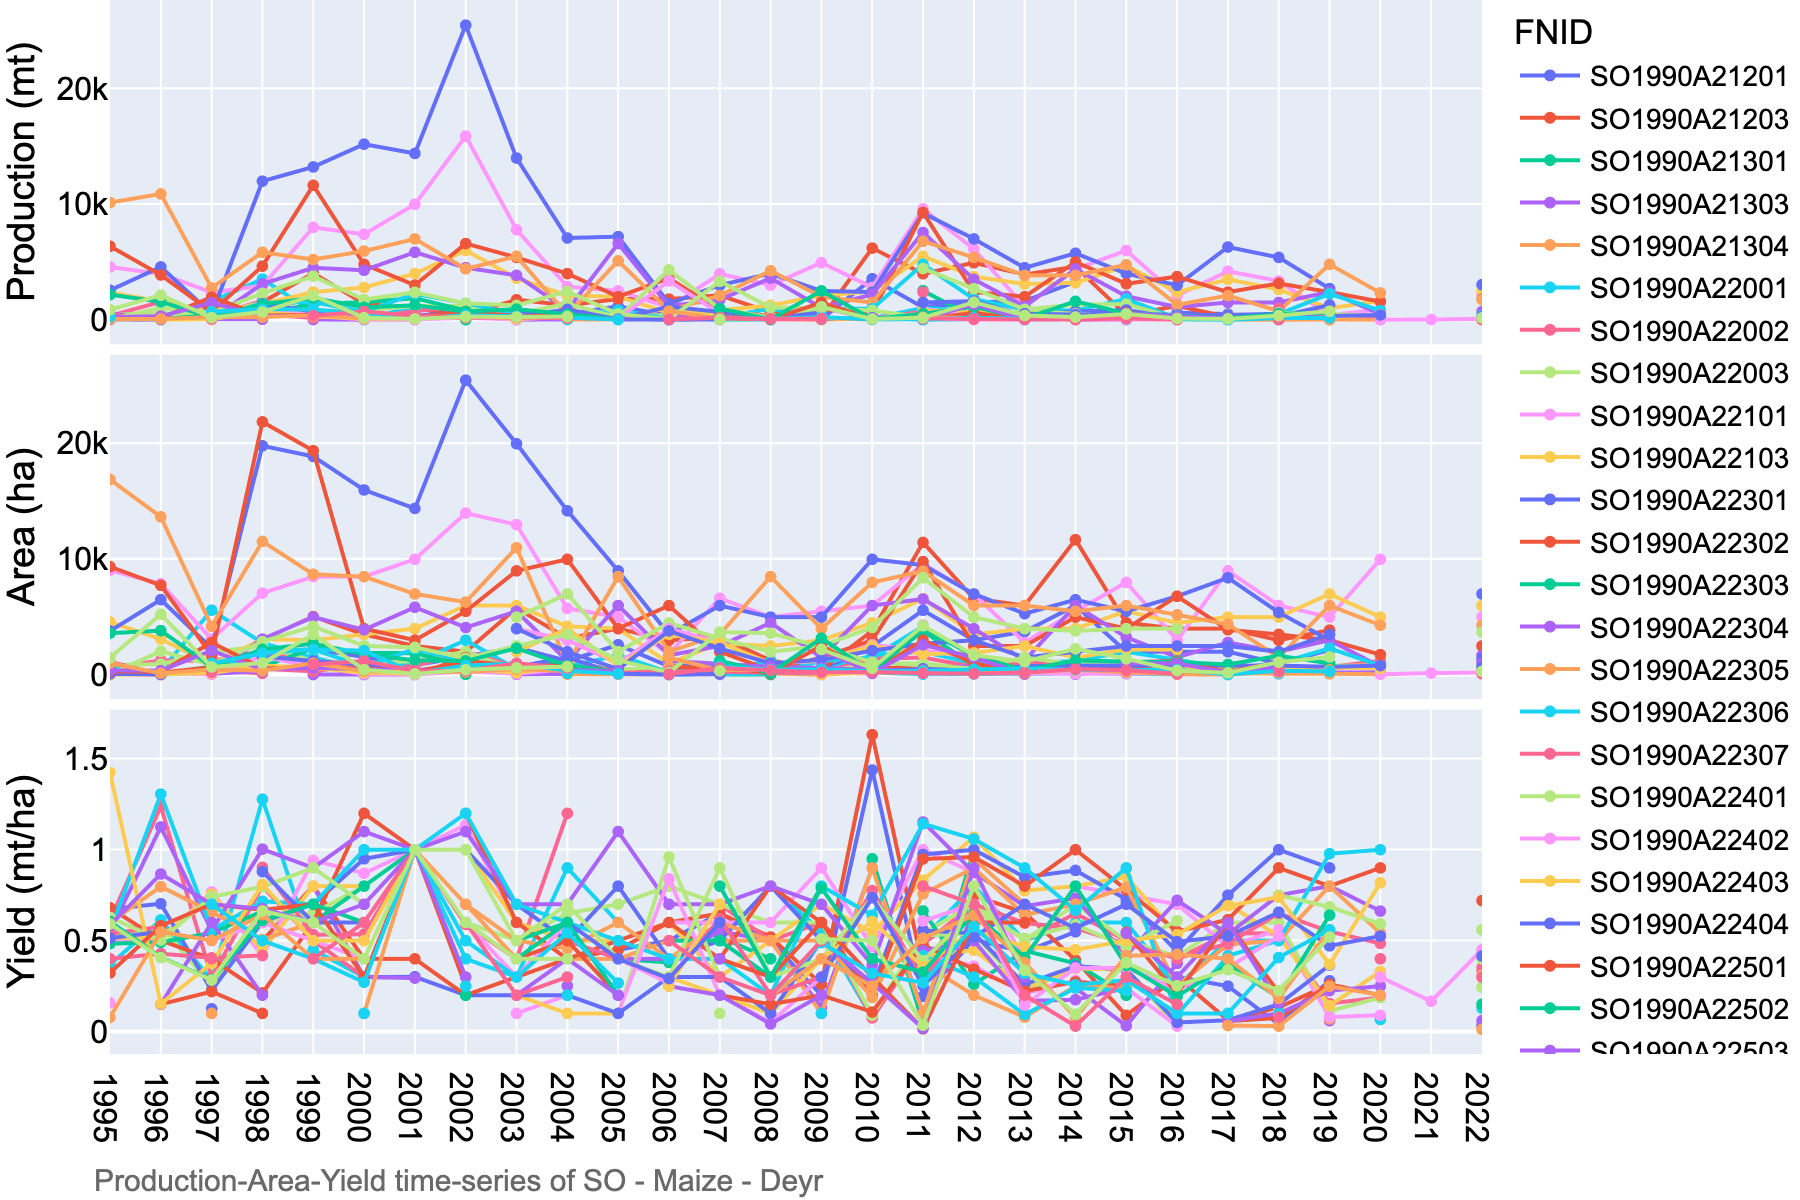 Production (mt)
20k
10k
0
Area (ha)
20k
10k
0
Yield (mt/ha)
1.5
1
0.5
0
1995
1996
1997
1998
1999
2000
2001
2002
2003
2004
2005
2006
2007
2008
2009
2010
2011
2012
2013
2014
2015
2016
2017
2018
2019
2020
2021
2022
Production-Area-Yield time-series of SO - Maize - Deyr
FNID
SO1990A21201
SO1990A21203
SO1990A21301
SO1990A21303
SO1990A21304
SO1990A22001
SO1990A22002
SO1990A22003
SO1990A22101
SO1990A22103
SO1990A22301
SO1990A22302
SO1990A22303
SO1990A22304
SO1990A22305
SO1990A22306
SO1990A22307
SO1990A22401
SO1990A22402
SO1990A22403
SO1990A22404
SO1990A22501
SO1990A22502
SO1990A22503